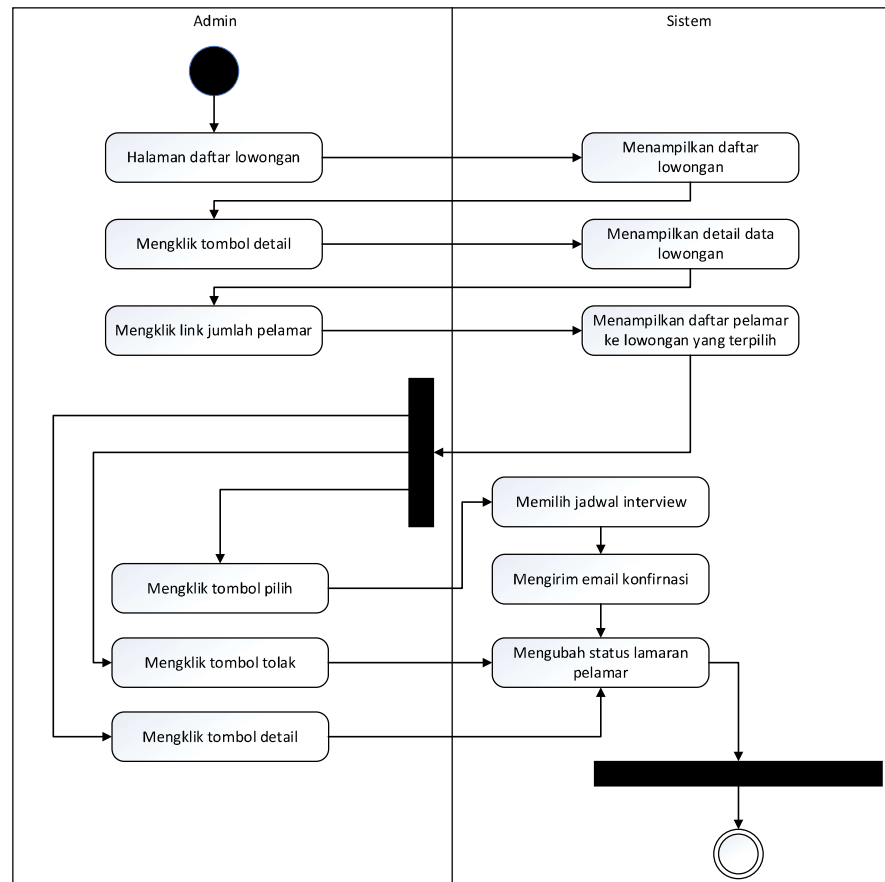 Admin
Sistem
Halaman daftar lowongan
Menampilkan daftar
lowongan
Mengklik tombol detail
Menampilkan detail data
lowongan
Mengklik link jumlah pelamar
Menampilkan daftar pelamar
ke lowongan yang terpilih
Memilih jadwal interview
Mengklik tombol pilih
Mengirim email konfirnasi
Mengklik tombol tolak
Mengubah status lamaran
pelamar
Mengklik tombol detail